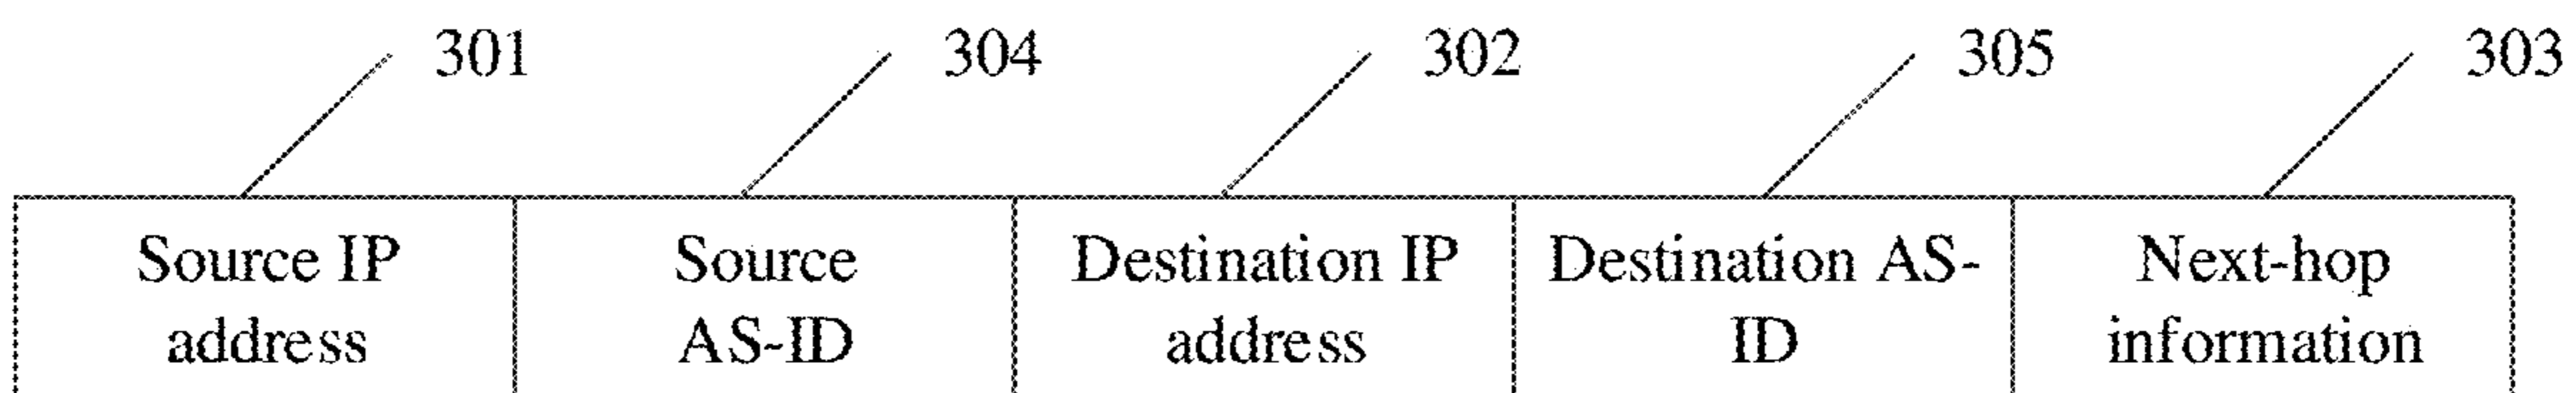 301 304 302 305 303
Source IP Source Destination IP Destination AS- Next-hop
address AS-ID address ID information